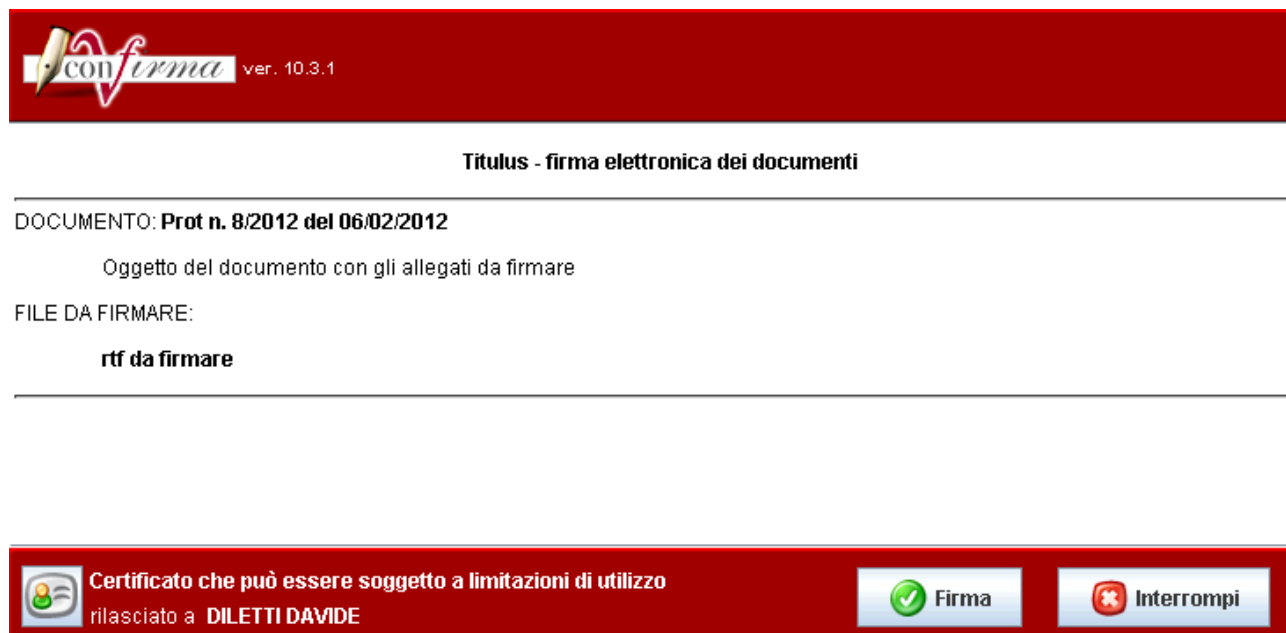 confirma ver. 10.3.1
Titulus - firma elettronica dei documenti
DOCUMENTO: Prot n. 8/2012 del 06/02/2012
Oggetto del documento con gli allegati da firmare
FILE DA FIRMARE:
rtf da firmare
Certificato che può essere soggetto a limitazioni di utilizzo
rilasciato a DILETTI DAVIDE
Firma
Interrompi